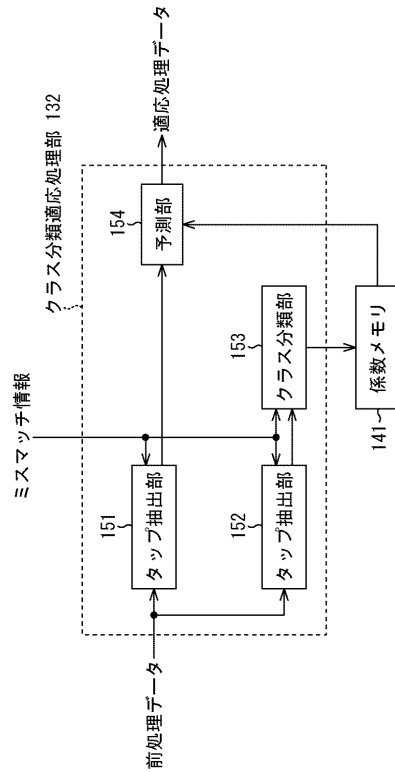 クラス分類適応処理部 132
ミスマッチ情報
前処理データ
151
タップ抽出部
154
予測部
適応処理データ
152
タップ抽出部
153
クラス分類部
141
係数メモリ